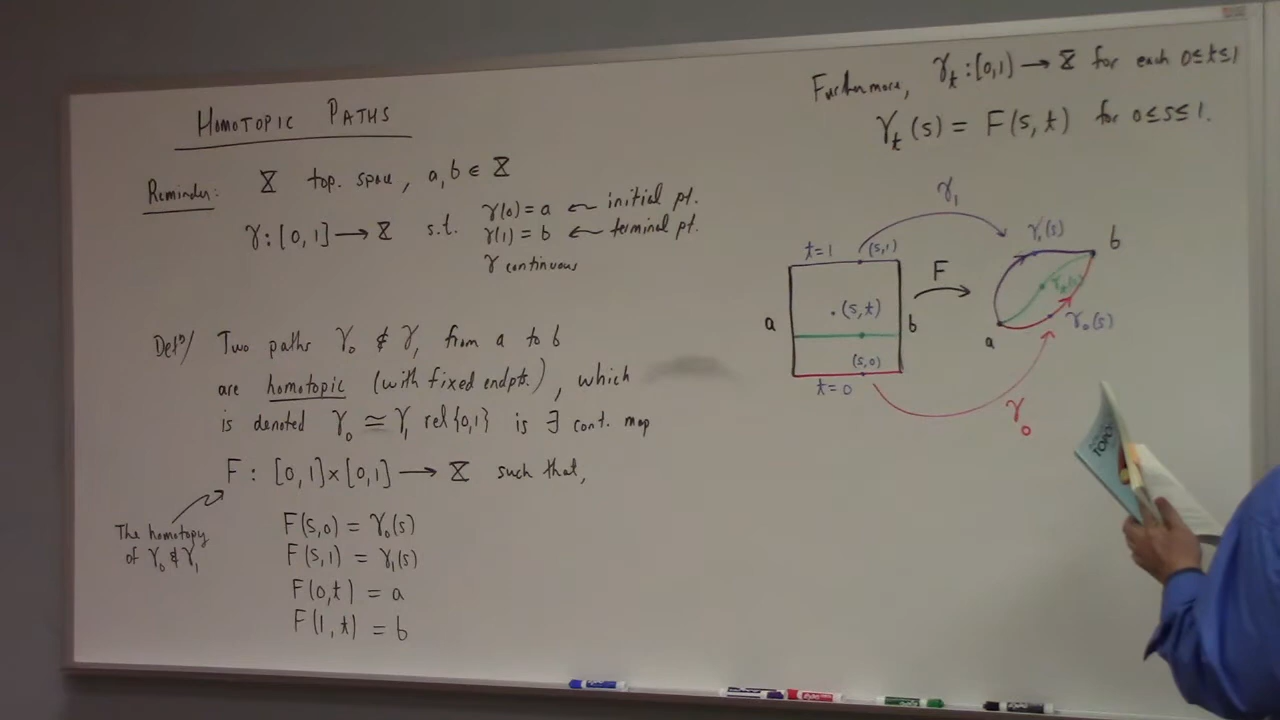 HOMOTOPIC PATHS
Reminder: X top. space, a, b ∈ X
γ: [0,1] → X s.t. γ(0) = a ← initial pt.
γ(1) = b ← terminal pt.
γ continuous
Defⁿ/ Two paths γ₀ & γ₁ from a to b
are homotopic (with fixed endpts.), which
is denoted γ₀ ≃ γ₁ rel{0,1} is ∃ cont. map
F: [0,1]×[0,1] → X such that,
The homotopy
of γ₀ & γ₁
F(s,0) = γ₀(s)
F(s,1) = γ₁(s)
F(0,t) = a
F(1,t) = b
Furthermore, γₜ: [0,1) → X for each 0≤t≤1
γₜ(s) = F(s,t) for 0≤s≤1.
γ₁
t=1 (s,1)
γ₁(s)
b
F
a
(s,t)
b
γₜ(s)
γ₀(s)
a
(s,0)
t=0
γ₀
TOPO